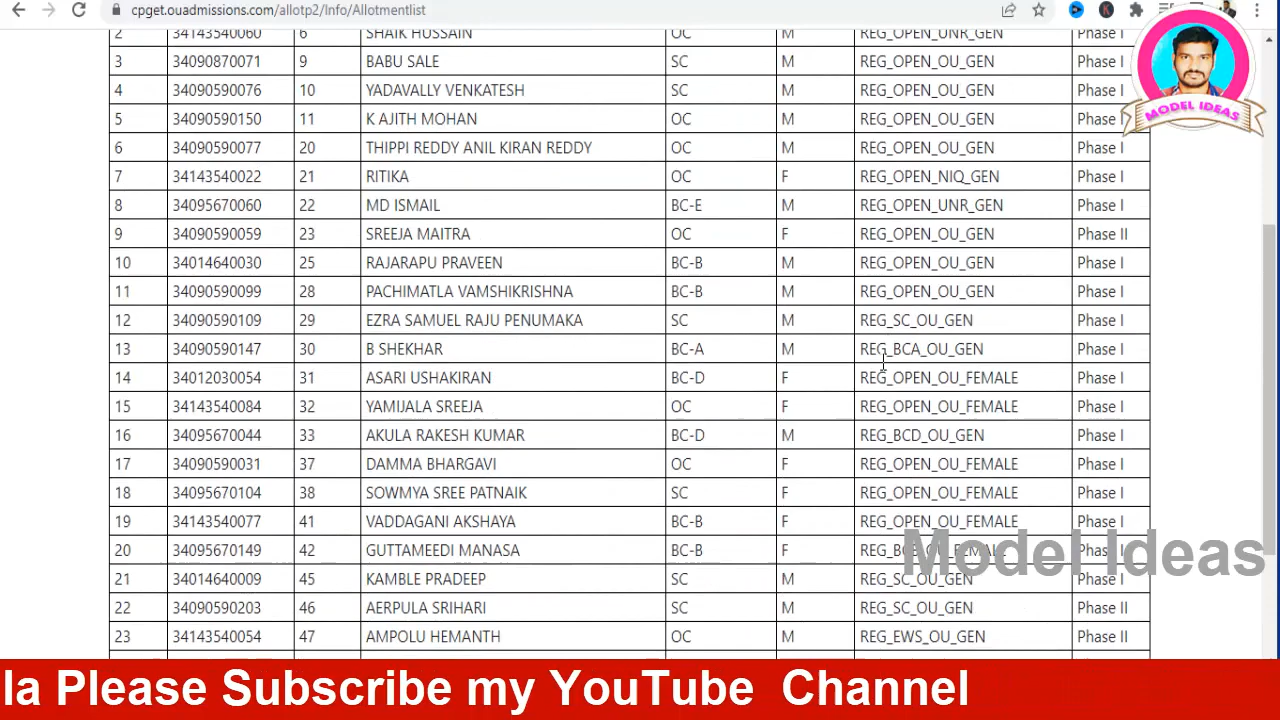 cpget.ouadmissions.com/allotp2/Info/Allotmentlist
2 34143540060 6 SHAIK HUSSAIN OC M REG_OPEN_UNR_GEN Phase I
3 34090870071 9 BABU SALE SC M REG_OPEN_OU_GEN Phase I
4 34090590076 10 YADAVALLY VENKATESH SC M REG_OPEN_OU_GEN Phase I
5 34090590150 11 K AJITH MOHAN OC M REG_OPEN_OU_GEN Phase I
MODEL IDEAS
6 34090590077 20 THIPPI REDDY ANIL KIRAN REDDY OC M REG_OPEN_OU_GEN Phase I
7 34143540022 21 RITIKA OC F REG_OPEN_NIQ_GEN Phase I
8 34095670060 22 MD ISMAIL BC-E M REG_OPEN_UNR_GEN Phase I
9 34090590059 23 SREEJA MAITRA OC F REG_OPEN_OU_GEN Phase II
10 34014640030 25 RAJARAPU PRAVEEN BC-B M REG_OPEN_OU_GEN Phase I
11 34090590099 28 PACHIMATLA VAMSHIKRISHNA BC-B M REG_OPEN_OU_GEN Phase I
12 34090590109 29 EZRA SAMUEL RAJU PENUMAKA SC M REG_SC_OU_GEN Phase I
13 34090590147 30 B SHEKHAR BC-A M REG_BCA_OU_GEN Phase I
14 34012030054 31 ASARI USHAKIRAN BC-D F REG_OPEN_OU_FEMALE Phase I
15 34143540084 32 YAMIJALA SREEJA OC F REG_OPEN_OU_FEMALE Phase I
16 34095670044 33 AKULA RAKESH KUMAR BC-D M REG_BCD_OU_GEN Phase I
17 34090590031 37 DAMMA BHARGAVI OC F REG_OPEN_OU_FEMALE Phase I
18 34095670104 38 SOWMYA SREE PATNAIK SC F REG_OPEN_OU_FEMALE Phase I
19 34143540077 41 VADDAGANI AKSHAYA BC-B F REG_OPEN_OU_FEMALE Phase I
20 34095670149 42 GUTTAMEEDI MANASA BC-B F REG_BCB_OU_FEMALE Phase I
Model Ideas
21 34014640009 45 KAMBLE PRADEEP SC M REG_SC_OU_GEN Phase I
22 34090590203 46 AERPULA SRIHARI SC M REG_SC_OU_GEN Phase II
23 34143540054 47 AMPOLU HEMANTH OC M REG_EWS_OU_GEN Phase II
la Please Subscribe my YouTube Channel